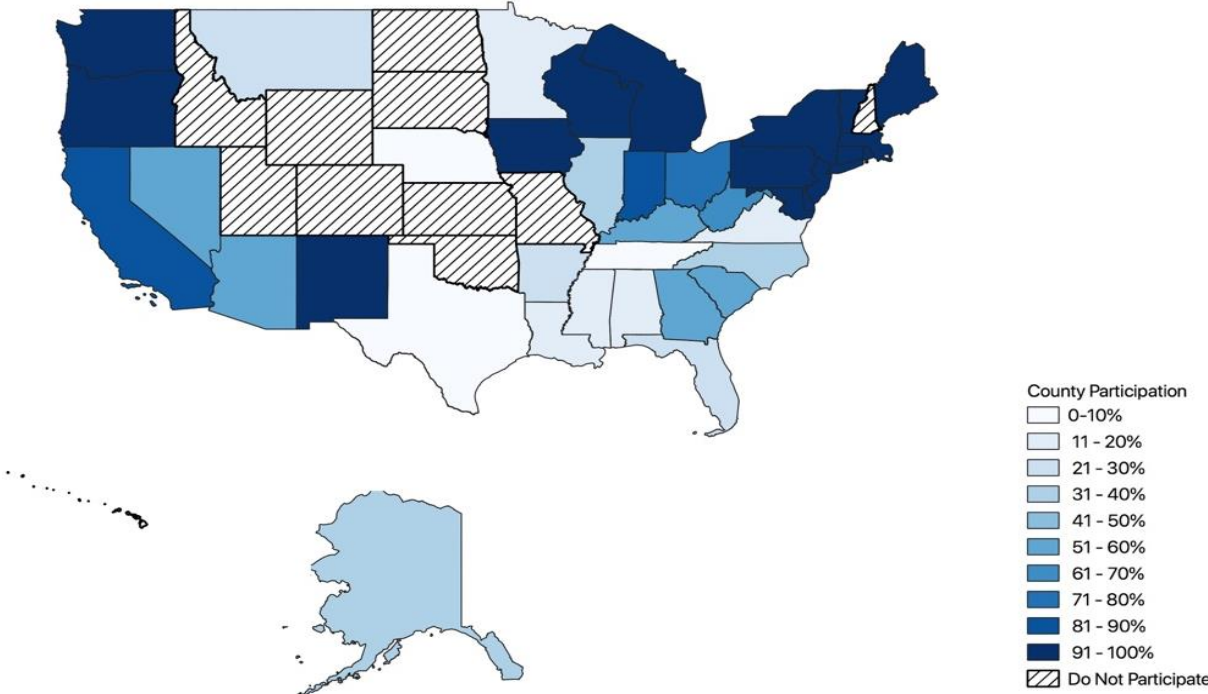 County Participation
0-10%
11 - 20%
21 - 30%
31 - 40%
41 - 50%
51 - 60%
61 - 70%
71 - 80%
81 - 90%
91 - 100%
Do Not Participate